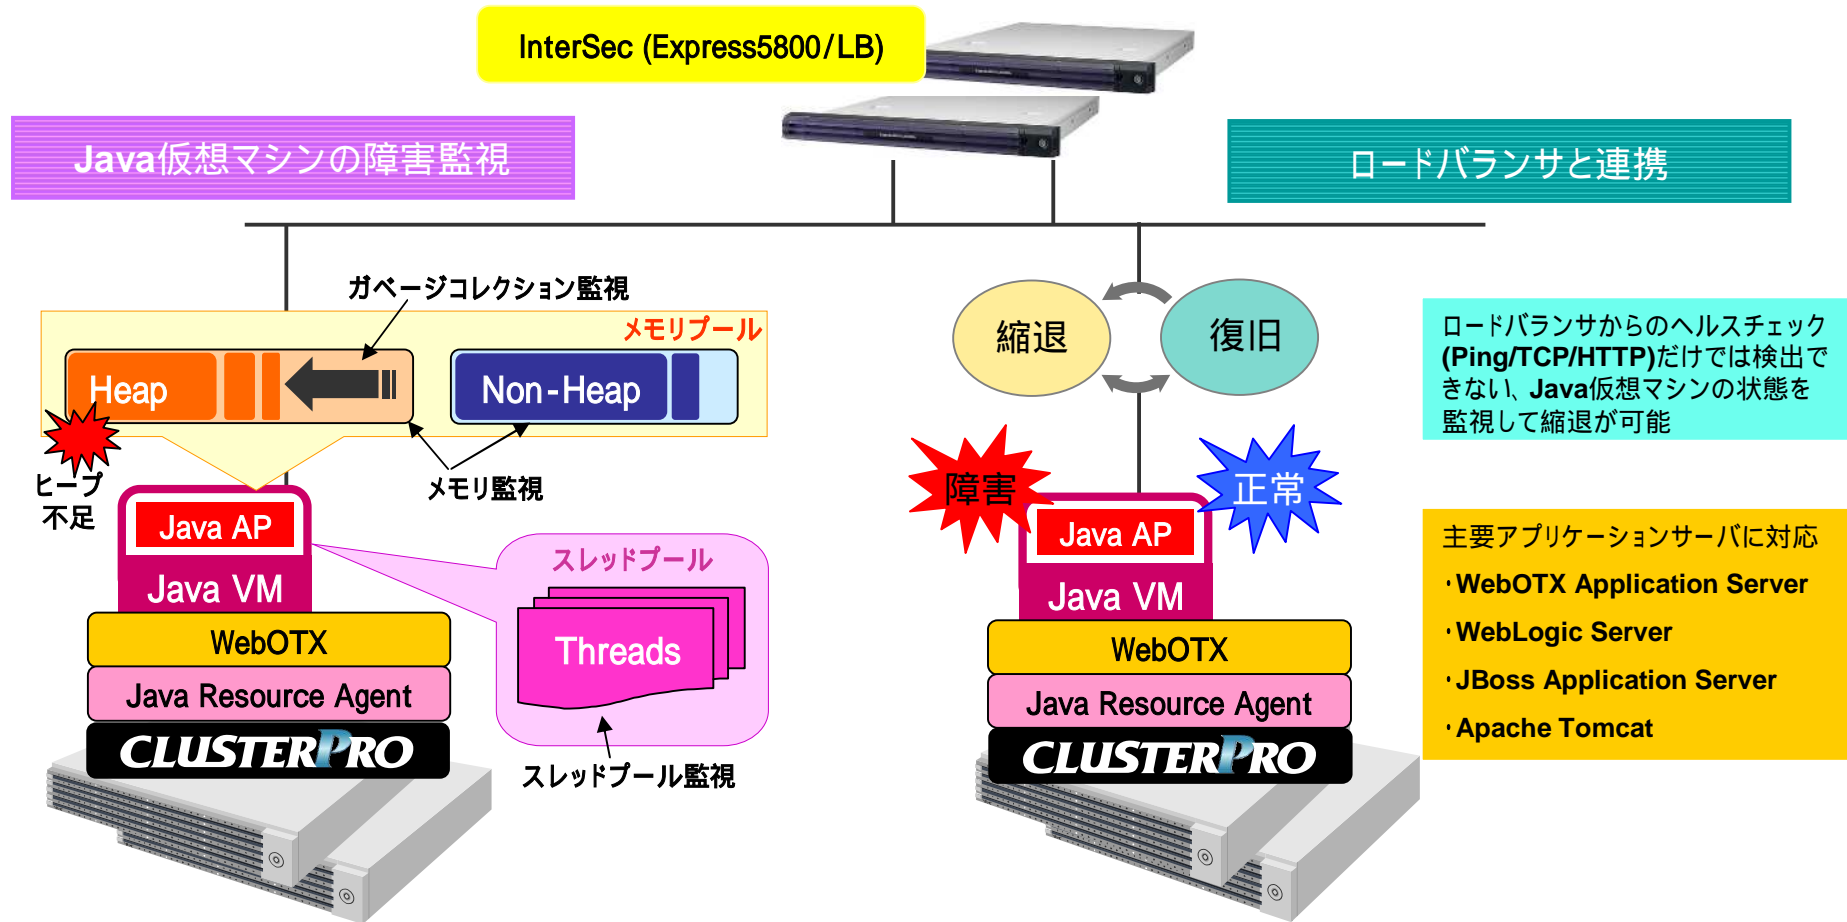 InterSec (Express5800/LB)
Java仮想マシンの障害監視
ロードバランサと連携
ガベージコレクション監視
メモリプール
Heap
Non-Heap
ヒープ
不足
メモリ監視
Java AP
Java VM
WebOTX
Java Resource Agent
CLUSTERPRO
スレッドプール
Threads
スレッドプール監視
縮退
復旧
障害
正常
Java AP
Java VM
WebOTX
Java Resource Agent
CLUSTERPRO
ロードバランサからのヘルスチェック
(Ping/TCP/HTTP)だけでは検出で
きない、Java仮想マシンの状態を
監視して縮退が可能
主要アプリケーションサーバに対応
・WebOTX Application Server
・WebLogic Server
・JBoss Application Server
・Apache Tomcat